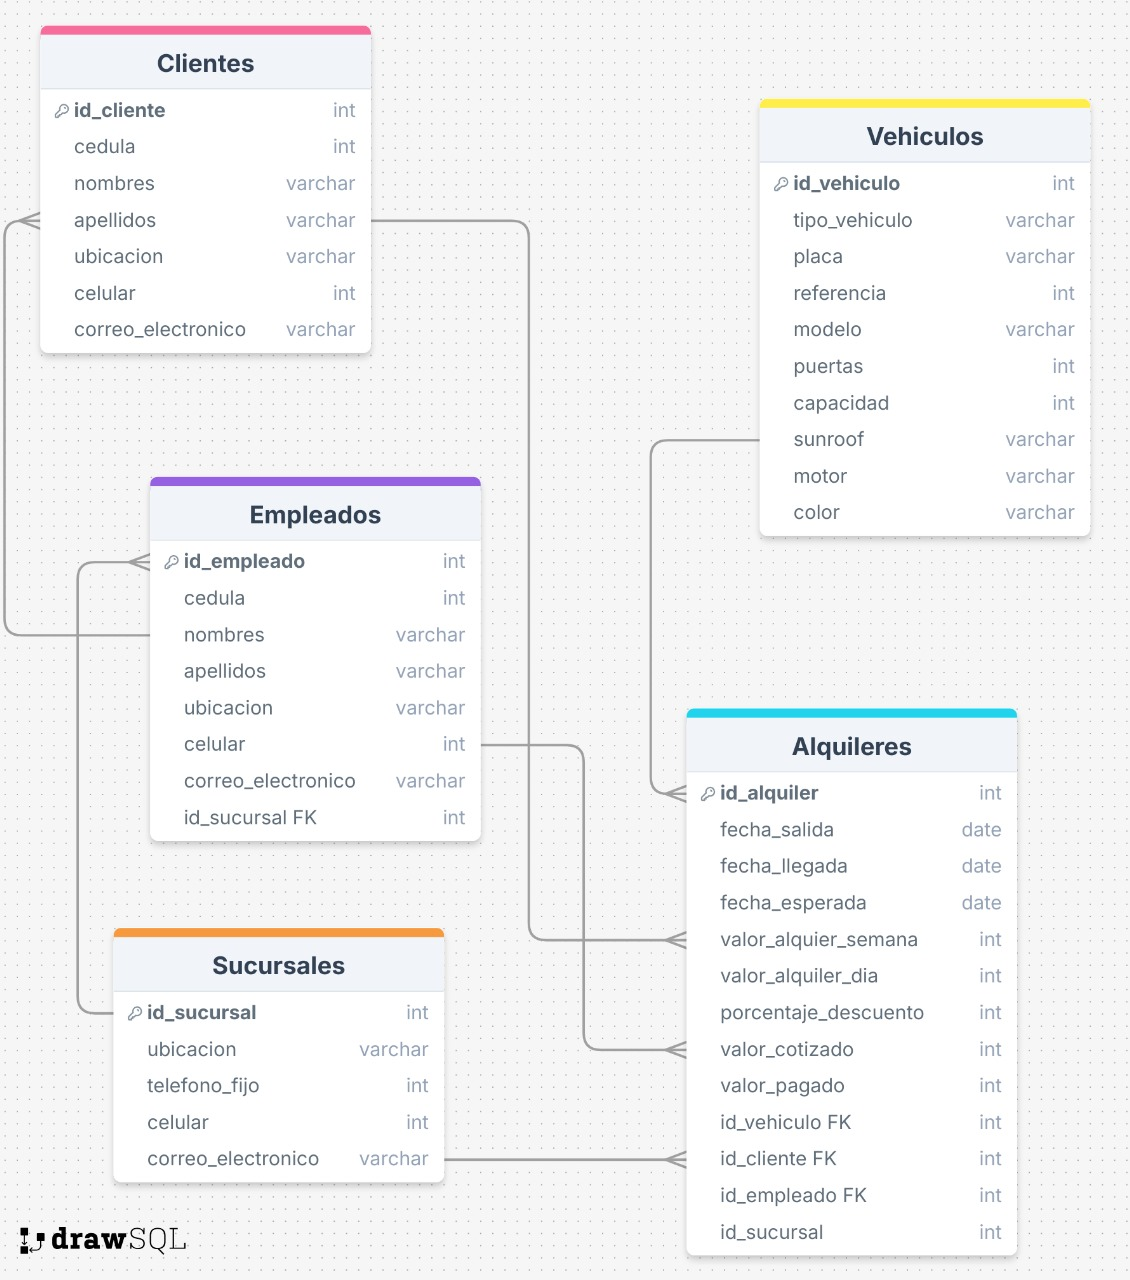 Clientes
id_cliente int
cedula int
nombres varchar
apellidos varchar
ubicacion varchar
celular int
correo_electronico varchar
Vehiculos
id_vehiculo int
tipo_vehiculo varchar
placa varchar
referencia int
modelo varchar
puertas int
capacidad int
sunroof varchar
motor varchar
color varchar
Empleados
id_empleado int
cedula int
nombres varchar
apellidos varchar
ubicacion varchar
celular int
correo_electronico varchar
id_sucursal FK int
Alquileres
id_alquiler int
fecha_salida date
fecha_llegada date
fecha_esperada date
valor_alquier_semana int
valor_alquiler_dia int
porcentaje_descuento int
valor_cotizado int
valor_pagado int
id_vehiculo FK int
id_cliente FK int
id_empleado FK int
id_sucursal int
Sucursales
id_sucursal int
ubicacion varchar
telefono_fijo int
celular int
correo_electronico varchar
drawSQL